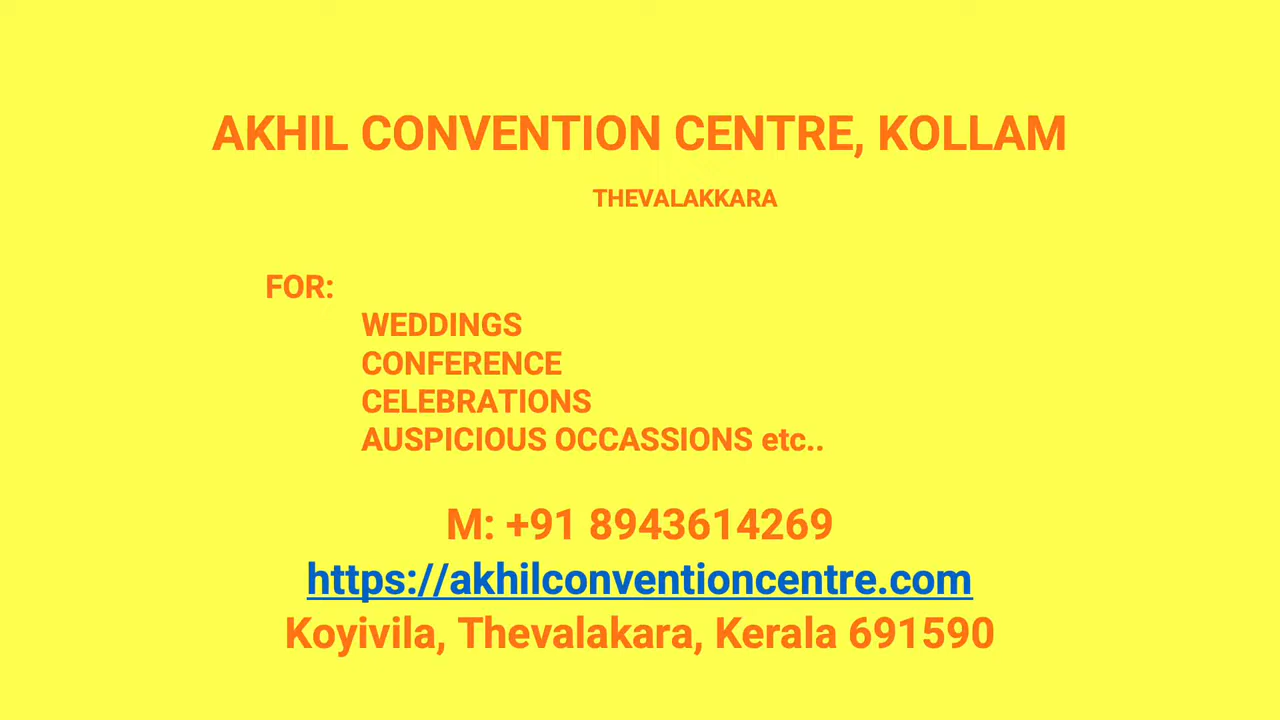 AKHIL CONVENTION CENTRE, KOLLAM
THEVALAKKARA
FOR:
WEDDINGS
CONFERENCE
CELEBRATIONS
AUSPICIOUS OCCASSIONS etc..
M: +91 8943614269
https://akhilconventioncentre.com
Koyivila, Thevalakara, Kerala 691590